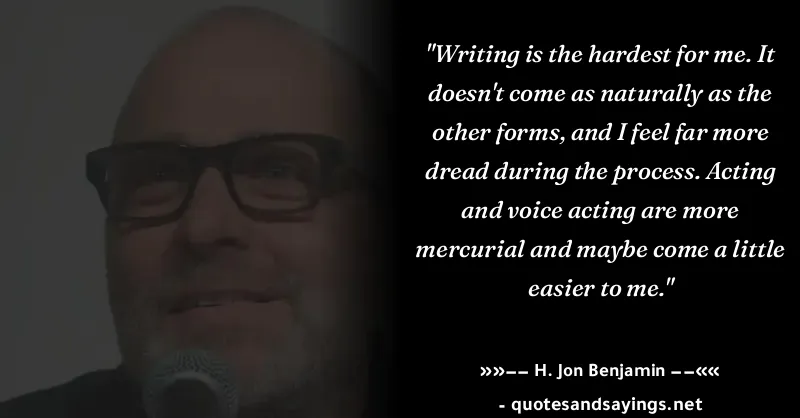 "Writing is the hardest for me. It
doesn't come as naturally as the
other forms, and I feel far more
dread during the process. Acting
and voice acting are more
mercurial and maybe come a little
easier to me."
»»–– H. Jon Benjamin ––««
- quotesandsayings.net